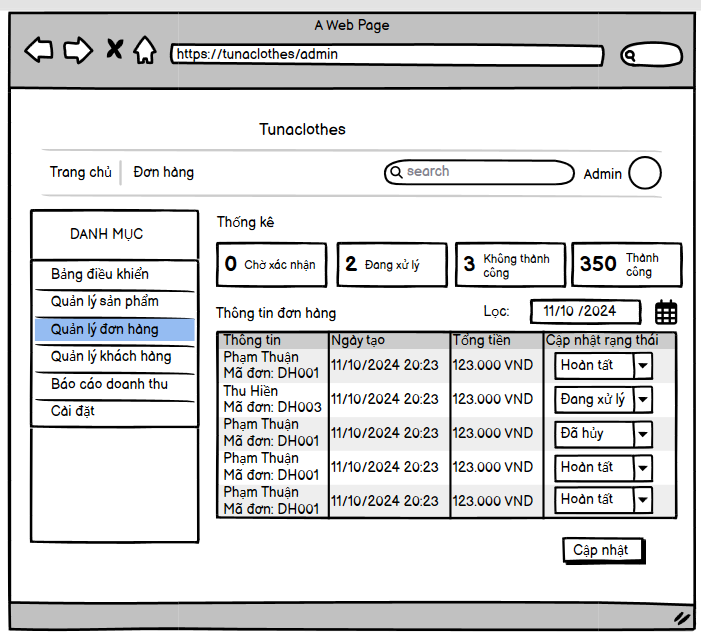 A Web Page
https://tunaclothes/admin
Tunaclothes
Trang chủ Đơn hàng search Admin
DANH MỤC
Bảng điều khiển
Quản lý sản phẩm
Quản lý đơn hàng
Quản lý khách hàng
Báo cáo doanh thu
Cài đặt
Thống kê
0 Chờ xác nhận
2 Đang xử lý
3 Không thành
công
350 Thành
công
Thông tin đơn hàng Lọc: 11/10 /2024
Thông tin Ngày tạo Tổng tiền Cập nhật rạng thái
Phạm Thuận
Mã đơn: DH001 11/10/2024 20:23 123.000 VND Hoàn tất
Thu Hiền
Mã đơn: DH003 11/10/2024 20:23 123.000 VND Đang xử lý
Phạm Thuận
Mã đơn: DH001 11/10/2024 20:23 123.000 VND Đã hủy
Phạm Thuận
Mã đơn: DH001 11/10/2024 20:23 123.000 VND Hoàn tất
Phạm Thuận
Mã đơn: DH001 11/10/2024 20:23 123.000 VND Hoàn tất
Cập nhật